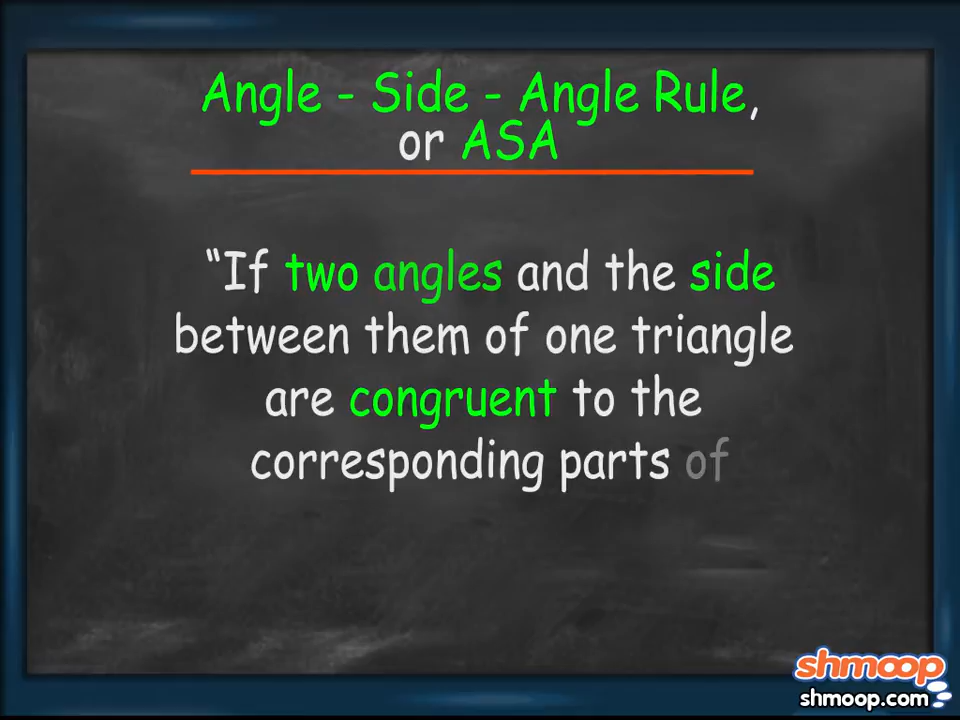 Angle - Side - Angle Rule,
or ASA
“If two angles and the side
between them of one triangle
are congruent to the
corresponding parts of
shmoop
shmoop.com